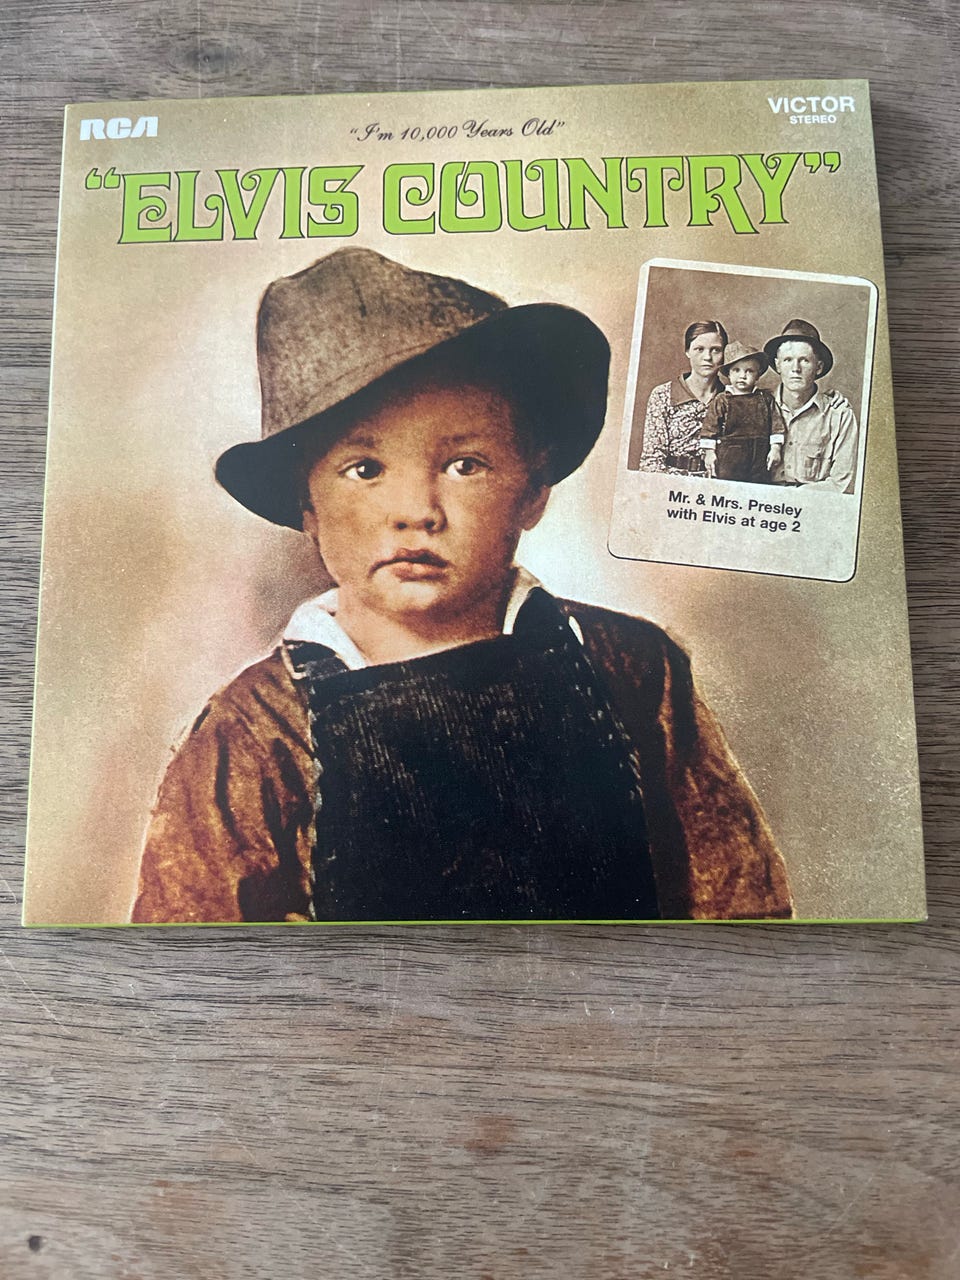 RCA
VICTOR
STEREO
“I'm 10,000 Years Old”
“ELVIS COUNTRY”
Mr. & Mrs. Presley
with Elvis at age 2